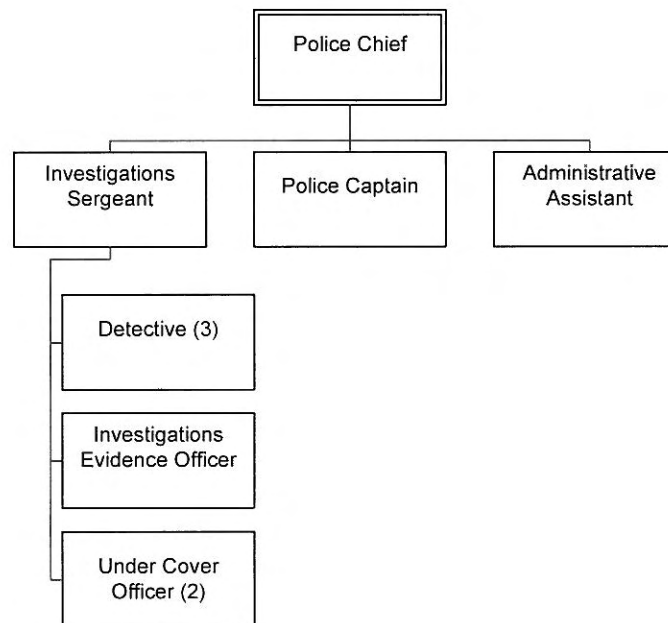 Police Chief
Investigations
Sergeant
Police Captain
Administrative
Assistant
Detective (3)
Investigations
Evidence Officer
Under Cover
Officer (2)